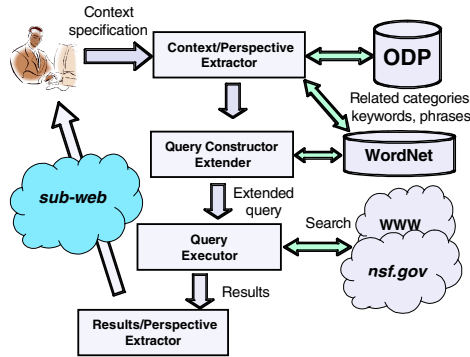 Context
specification
Context/Perspective
Extractor
ODP
Related categories
keywords, phrases
Query Constructor
Extender
WordNet
sub-web
Extended
query
Search
www
nsf.gov
Query
Executor
Results
Results/Perspective
Extractor